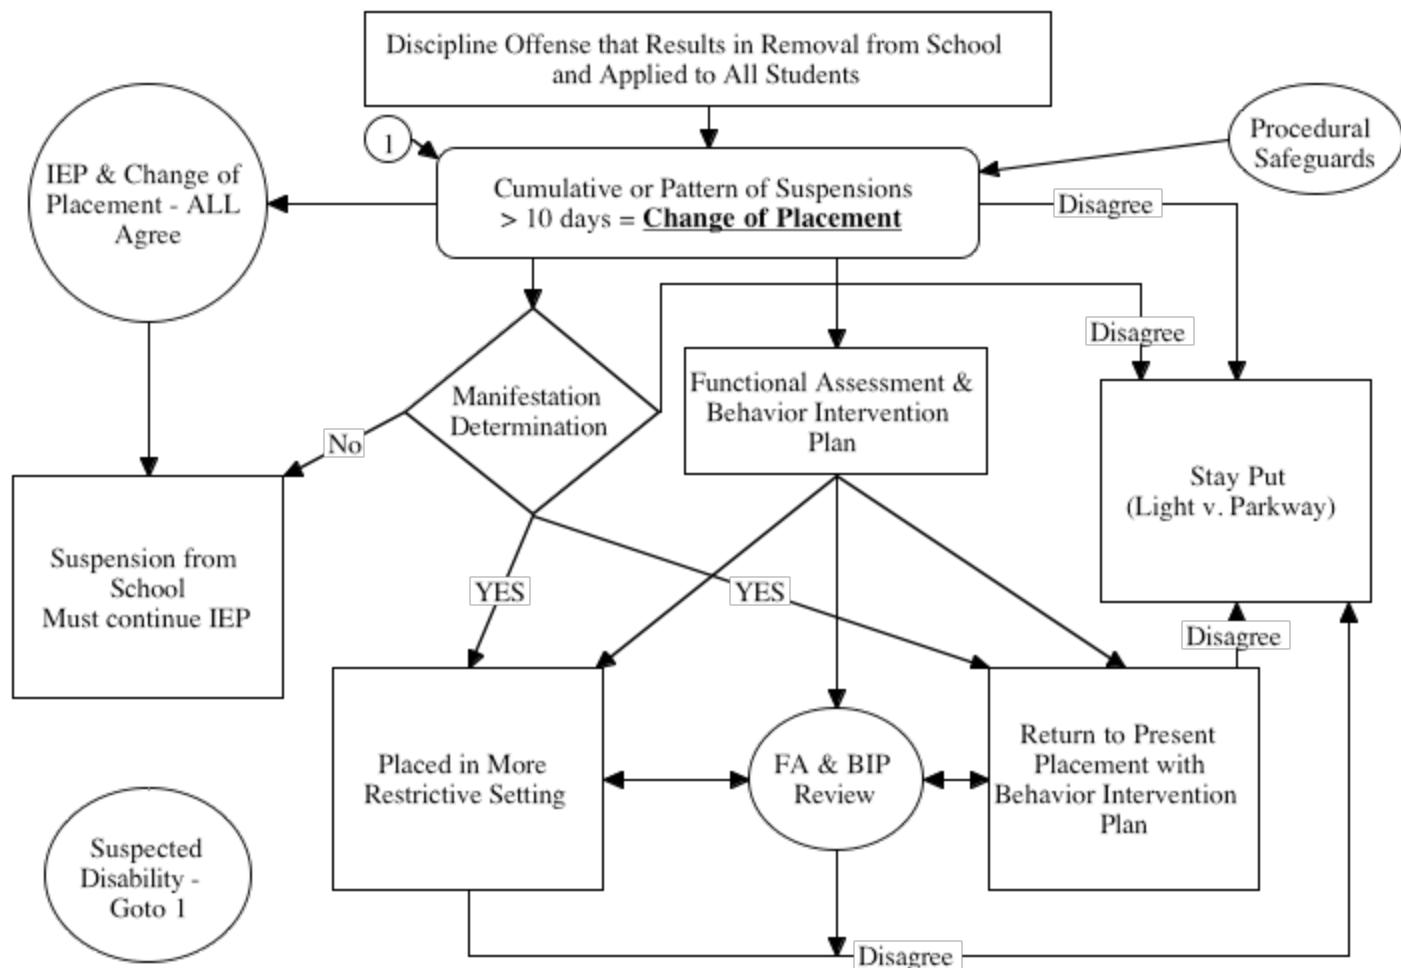 Discipline Offense that Results in Removal from School
and Applied to All Students
1
Procedural
Safeguards
IEP & Change of
Placement - ALL
Agree
Cumulative or Pattern of Suspensions
> 10 days = Change of Placement
Disagree
Disagree
Manifestation
Determination
Functional Assessment &
Behavior Intervention
Plan
No
Stay Put
(Light v. Parkway)
Suspension from
School
Must continue IEP
YES
YES
Disagree
Placed in More
Restrictive Setting
FA & BIP
Review
Return to Present
Placement with
Behavior Intervention
Plan
Suspected
Disability -
Goto 1
Disagree